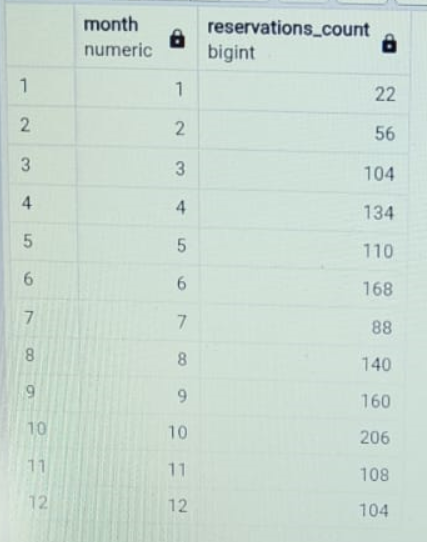 month reservations_count
numeric bigint
1 1 22
2 2 56
3 3 104
4 4 134
5 5 110
6 6 168
7 7 88
8 8 140
9 9 160
10 10 206
11 11 108
12 12 104